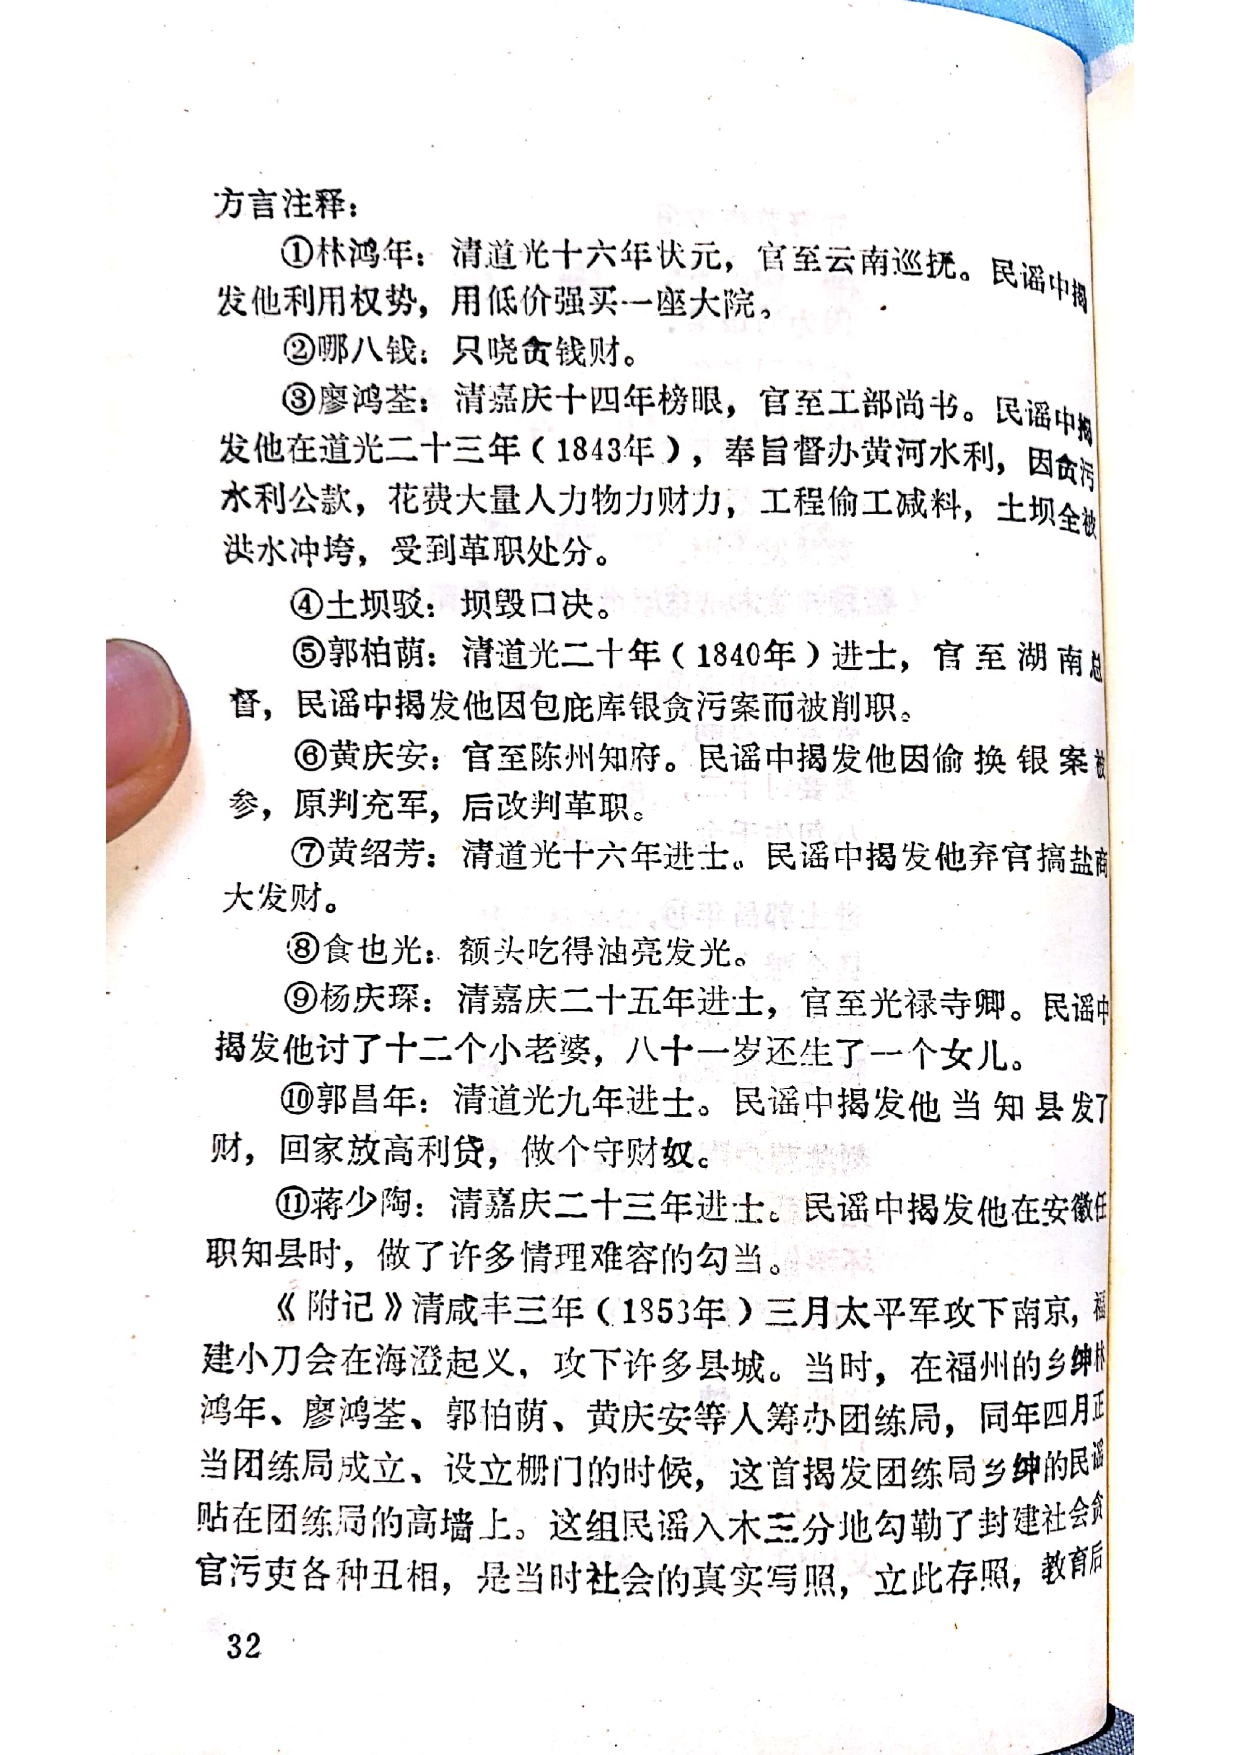 方言注释：
①林鸿年：清道光十六年状元，官至云南巡抚。民谣中揭
发他利用权势，用低价强买一座大院。
②哪八钱：只哓贪钱财。
③廖鸿荃：清嘉庆十四年榜眼，官至工部尚书。民谣中揭
发他在道光二十三年（1843年），奉旨督办黄河水利，因贪污
水利公款，花费大量人力物力财力，工程偷工减料，土坝全被
洪水冲垮，受到革职处分。
④土坝驳：坝毁口决。
⑤郭柏荫：清道光二十年（1840年）进士，官至湖南总
督，民谣中揭发他因包庇库银贪污案而被削职。
⑥黄庆安：官至陈州知府。民谣中揭发他因偷换银案被
参，原判充军，后改判革职。
⑦黄绍芳：清道光十六年进士。民谣中揭发他弃官搞盐商
大发财。
⑧食也光：额头吃得油亮发光。
⑨杨庆琛：清嘉庆二十五年进士，官至光禄寺卿。民谣中
揭发他讨了十二个小老婆，八十一岁还生了一个女儿。
⑩郭昌年：清道光九年进士。民谣中揭发他当知县发了
财，回家放高利贷，做个守财奴。
⑪蒋少陶：清嘉庆二十三年进士。民谣中揭发他在安徽任
职知县时，做了许多情理难容的勾当。
《附记》清咸丰三年（1853年）三月太平军攻下南京，福
建小刀会在海澄起义，攻下许多县城。当时，在福州的乡绅林
鸿年、廖鸿荃、郭柏荫、黄庆安等人筹办团练局，同年四月正
当团练局成立、设立栅门的时候，这首揭发团练局乡绅的民谣
贴在团练局的高墙上。这组民谣入木三分地勾勒了封建社会贪
官污吏各种丑相，是当时社会的真实写照，立此存照，教育后
32